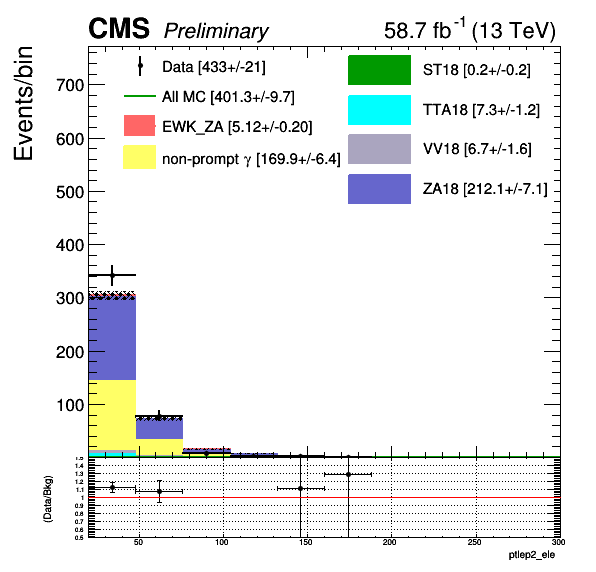 CMS Preliminary 58.7 fb⁻¹ (13 TeV)
Events/bin
700
600
500
400
300
200
100
Data [433+/-21]
All MC [401.3+/-9.7]
EWK_ZA [5.12+/-0.20]
non-prompt γ [169.9+/-6.4]
ST18 [0.2+/-0.2]
TTA18 [7.3+/-1.2]
VV18 [6.7+/-1.6]
ZA18 [212.1+/-7.1]
(Data/Bkg)
1.5
1.4
1.3
1.2
1.1
1
0.9
0.8
0.7
0.6
0.5
50 100 150 200 250 300
ptlep2_ele